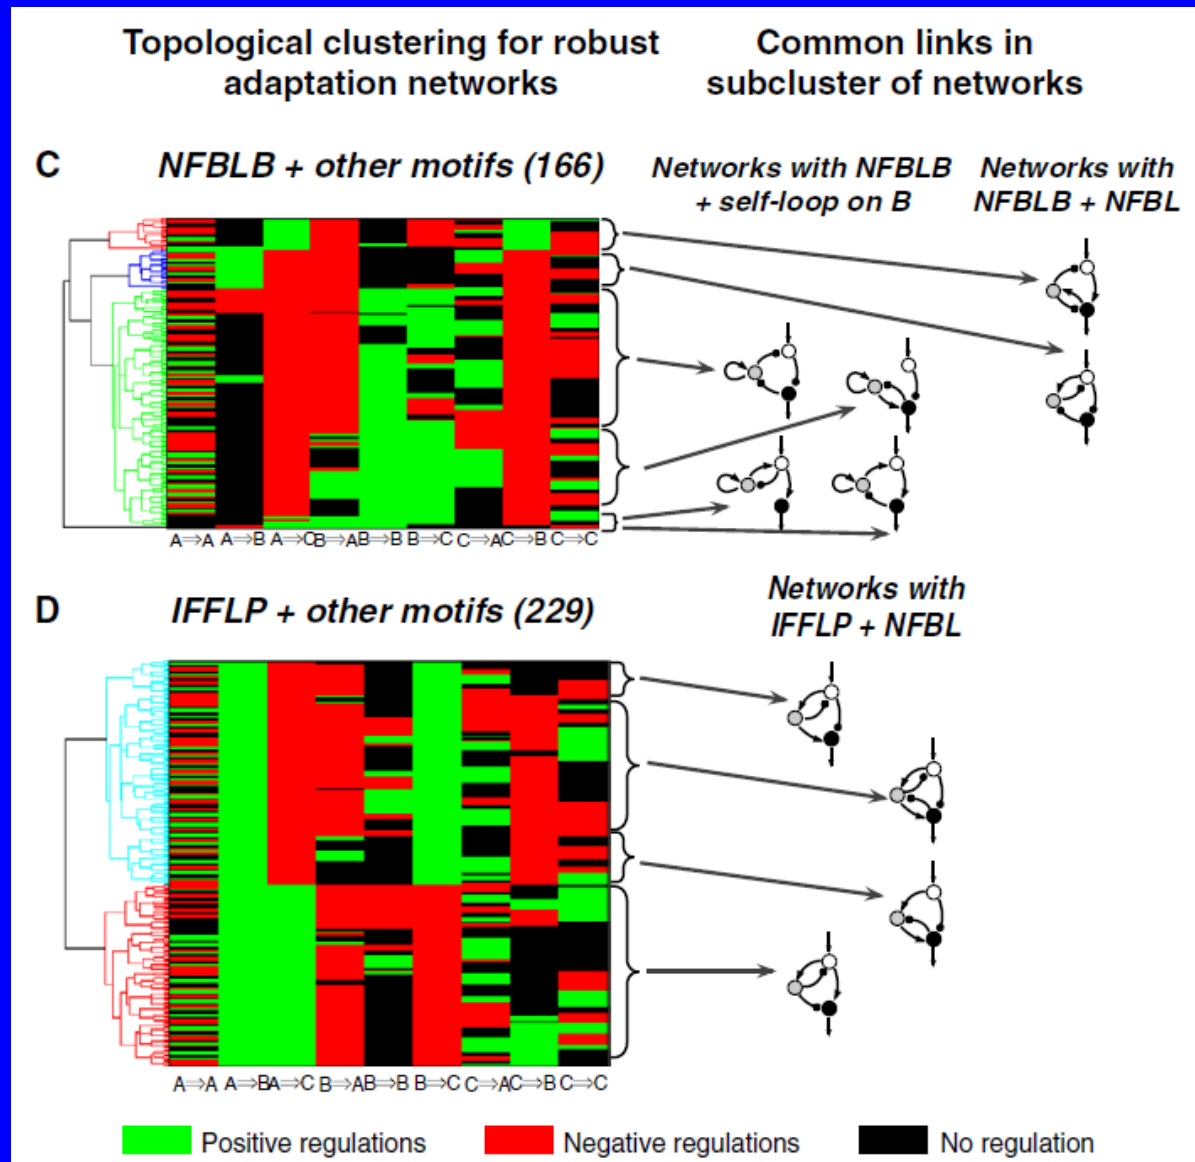 Topological clustering for robust
adaptation networks
Common links in
subcluster of networks
C
NFBLB + other motifs (166)
Networks with NFBLB
+ self-loop on B
Networks with
NFBLB + NFBL
A⇒A A⇒B A⇒C B⇒A B⇒B B⇒C C⇒A C⇒B C⇒C
D
IFFLP + other motifs (229)
Networks with
IFFLP + NFBL
A⇒A A⇒B A⇒C B⇒A B⇒B B⇒C C⇒A C⇒B C⇒C
Positive regulations
Negative regulations
No regulation